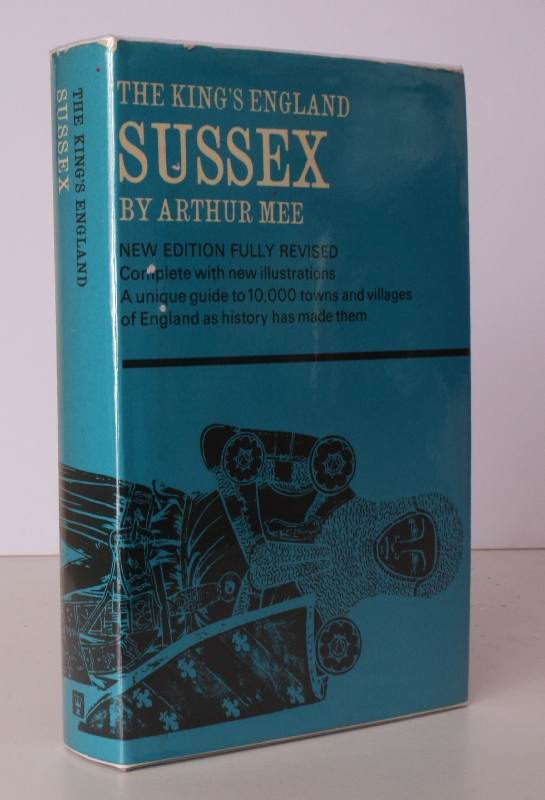 THE KING'S ENGLAND
SUSSEX
BY ARTHUR MEE
NEW EDITION FULLY REVISED
Complete with new illustrations
A unique guide to 10,000 towns and villages
of England as history has made them
THE KING'S ENGLAND
SUSSEX